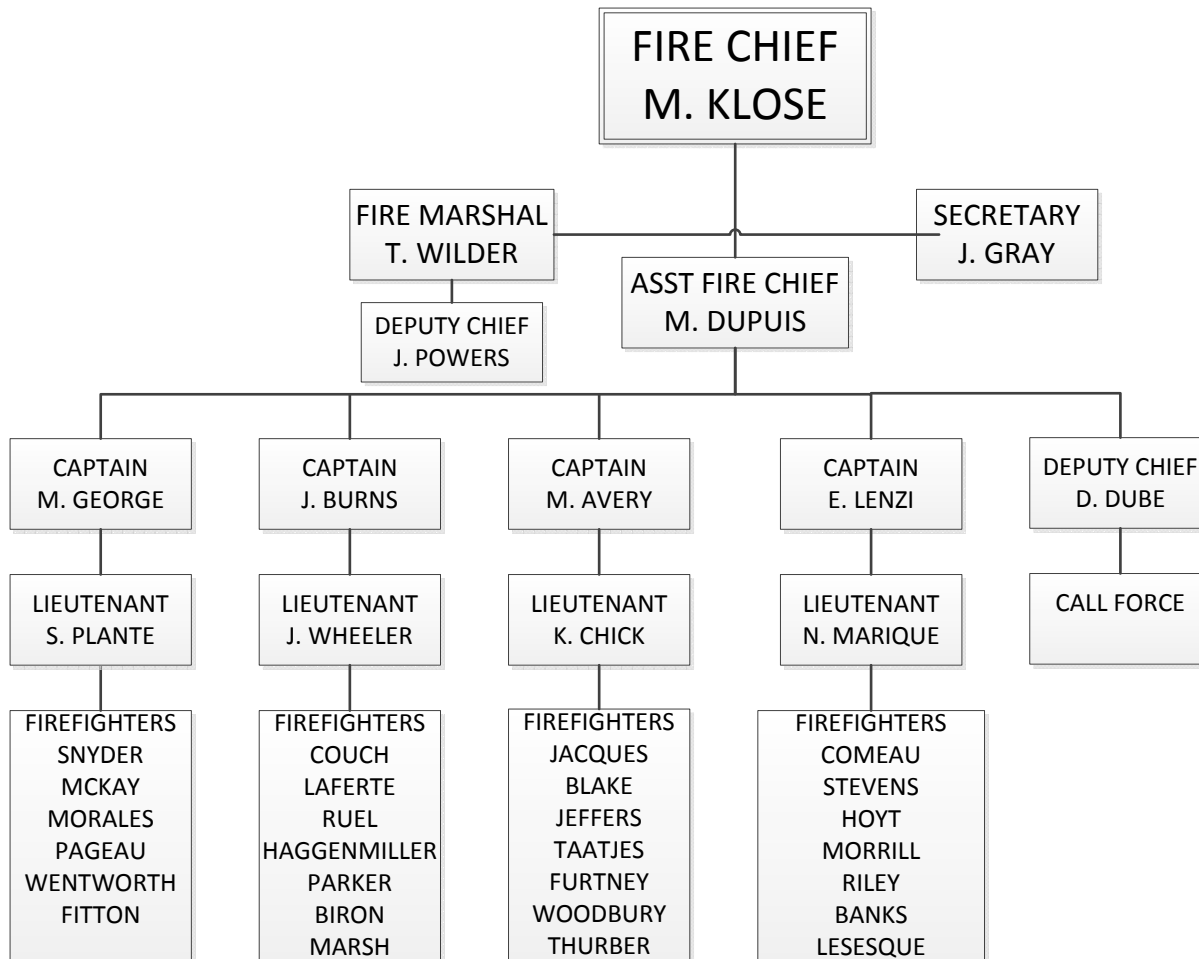 FIRE CHIEF
M. KLOSE
FIRE MARSHAL
T. WILDER
SECRETARY
J. GRAY
ASST FIRE CHIEF
M. DUPUIS
DEPUTY CHIEF
J. POWERS
CAPTAIN
M. GEORGE
CAPTAIN
J. BURNS
CAPTAIN
M. AVERY
CAPTAIN
E. LENZI
DEPUTY CHIEF
D. DUBE
LIEUTENANT
S. PLANTE
LIEUTENANT
J. WHEELER
LIEUTENANT
K. CHICK
LIEUTENANT
N. MARIQUE
CALL FORCE
FIREFIGHTERS
SNYDER
MCKAY
MORALES
PAGEAU
WENTWORTH
FITTON
FIREFIGHTERS
COUCH
LAFERTE
RUEL
HAGGENMILLER
PARKER
BIRON
MARSH
FIREFIGHTERS
JACQUES
BLAKE
JEFFERS
TAATJES
FURTNEY
WOODBURY
THURBER
FIREFIGHTERS
COMEAU
STEVENS
HOYT
MORRILL
RILEY
BANKS
LESESQUE